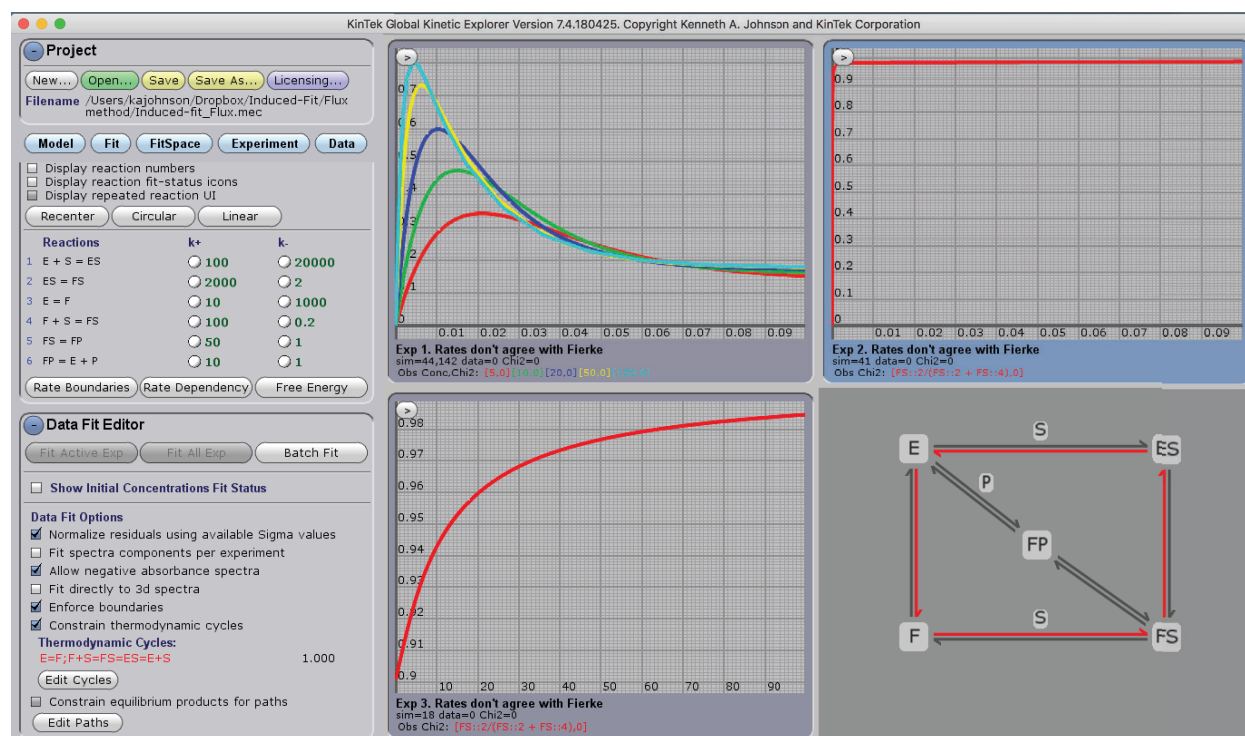 KinTek Global Kinetic Explorer Version 7.4.180425. Copyright Kenneth A. Johnson and KinTek Corporation
- Project
New... Open... Save Save As... Licensing...
Filename /Users/kajohnson/Dropbox/Induced-Fit/Flux
method/Induced-fit_Flux.mec
Model Fit FitSpace Experiment Data
Display reaction numbers
Display reaction fit-status icons
Display repeated reaction UI
Recenter Circular Linear
Reactions k+ k-
1 E + S = ES 100 20000
2 ES = FS 2000 2
3 E = F 10 1000
4 F + S = FS 100 0.2
5 FS = FP 50 1
6 FP = E + P 10 1
Rate Boundaries Rate Dependency Free Energy
- Data Fit Editor
Fit Active Exp Fit All Exp Batch Fit
Show Initial Concentrations Fit Status
Data Fit Options
Normalize residuals using available Sigma values
Fit spectra components per experiment
Allow negative absorbance spectra
Fit directly to 3d spectra
Enforce boundaries
Constrain thermodynamic cycles
Thermodynamic Cycles:
E=F;F+S=FS=ES=E+S 1.000
Edit Cycles
Constrain equilibrium products for paths
Edit Paths
>
0.7
0.5
0.4
0.3
0.1
0
0.01 0.02 0.03 0.04 0.05 0.06 0.07 0.08 0.09
Exp 1. Rates don't agree with Fierke
sim=44,142 data=0 Chi2=0
Obs Conc,Chi2: [5,0] [10,0] [20,0] [50,0]
>
0.9
0.8
0.7
0.6
0.5
0.4
0.3
0.2
0.1
0
0.01 0.02 0.03 0.04 0.05 0.06 0.07 0.08 0.09
Exp 2. Rates don't agree with Fierke
sim=41 data=0 Chi2=0
Obs Chi2: [FS::2/(FS::2 + FS::4),0]
>
0.98
0.97
0.96
0.95
0.94
0.93
0.92
0.91
0.9
10 20 30 40 50 60 70 80 90
Exp 3. Rates don't agree with Fierke
sim=18 data=0 Chi2=0
Obs Chi2: [FS::2/(FS::2 + FS::4),0]
E S ES
P
FP
F S FS